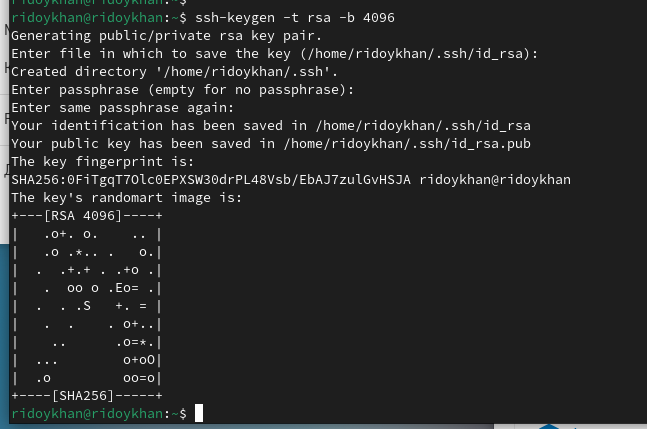 ridoykhan@ridoykhan:~$ ssh-keygen -t rsa -b 4096
Generating public/private rsa key pair.
Enter file in which to save the key (/home/ridoykhan/.ssh/id_rsa):
Created directory '/home/ridoykhan/.ssh'.
Enter passphrase (empty for no passphrase):
Enter same passphrase again:
Your identification has been saved in /home/ridoykhan/.ssh/id_rsa
Your public key has been saved in /home/ridoykhan/.ssh/id_rsa.pub
The key fingerprint is:
SHA256:0FiTgqT7Olc0EPXSW30drPL48Vsb/EbAJ7zulGvHSJA ridoykhan@ridoykhan
The key's randomart image is:
+---[RSA 4096]----+
|   .o+. o.    .. |
|   .o .*.. .   o.|
|  .  .+.+ . .+o .|
|   .  oo o .Eo= .|
|  .  . .S   +. = |
|   .  .    . o+..|
|    ..      .o=*.|
|  ...        o+oO|
|  .o         oo=o|
+----[SHA256]-----+
ridoykhan@ridoykhan:~$